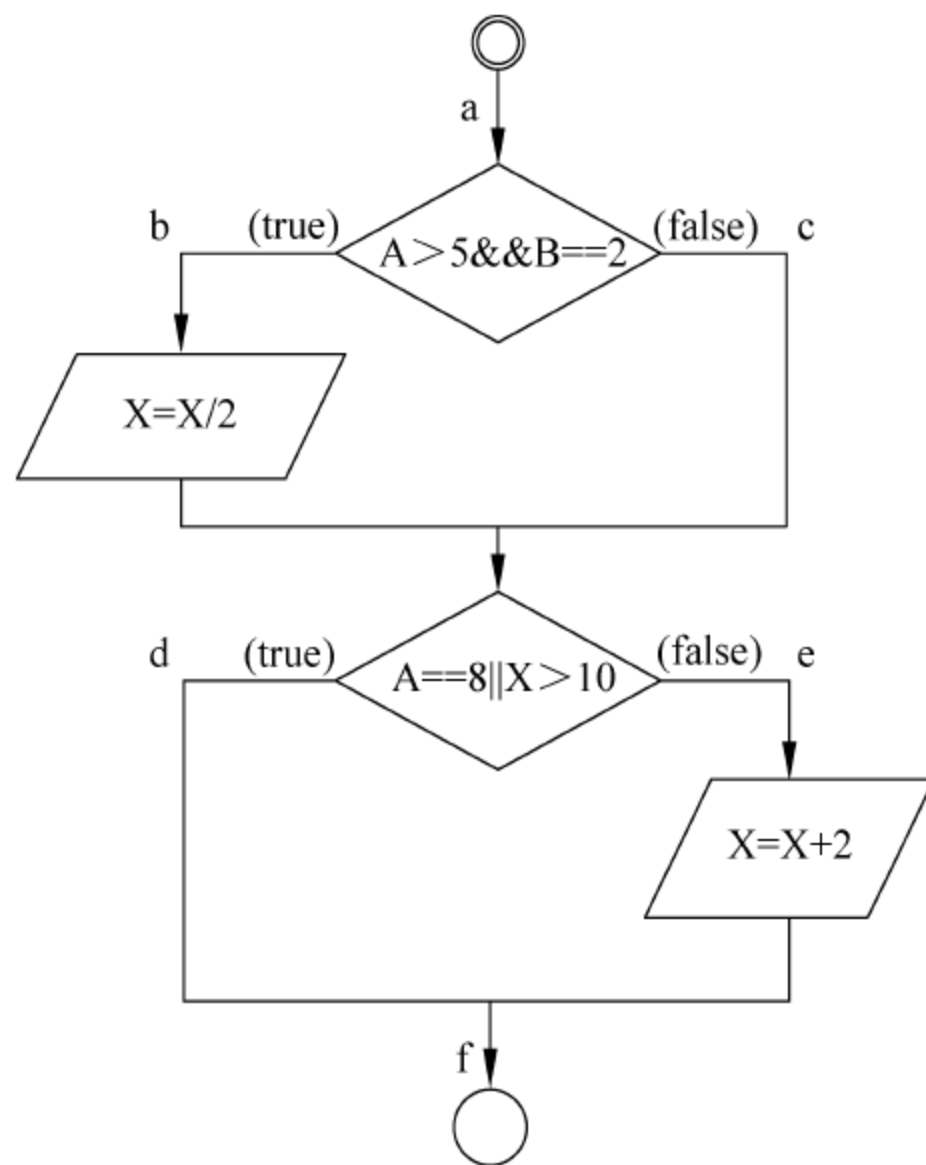 a
b (true) (false) c
A>5&&B==2
X=X/2
d (true) (false) e
A==8||X>10
X=X+2
f